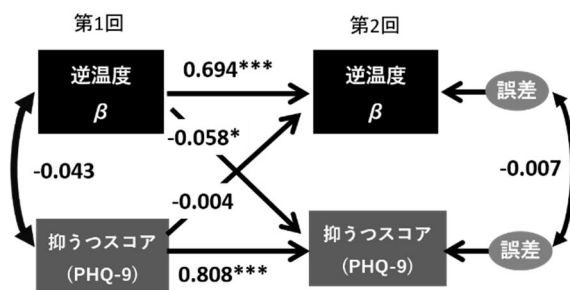 第1回
第2回
逆温度
β
0.694***
逆温度
β
誤差
-0.058*
-0.043
-0.007
-0.004
抑うつスコア
(PHQ-9)
0.808***
抑うつスコア
(PHQ-9)
誤差